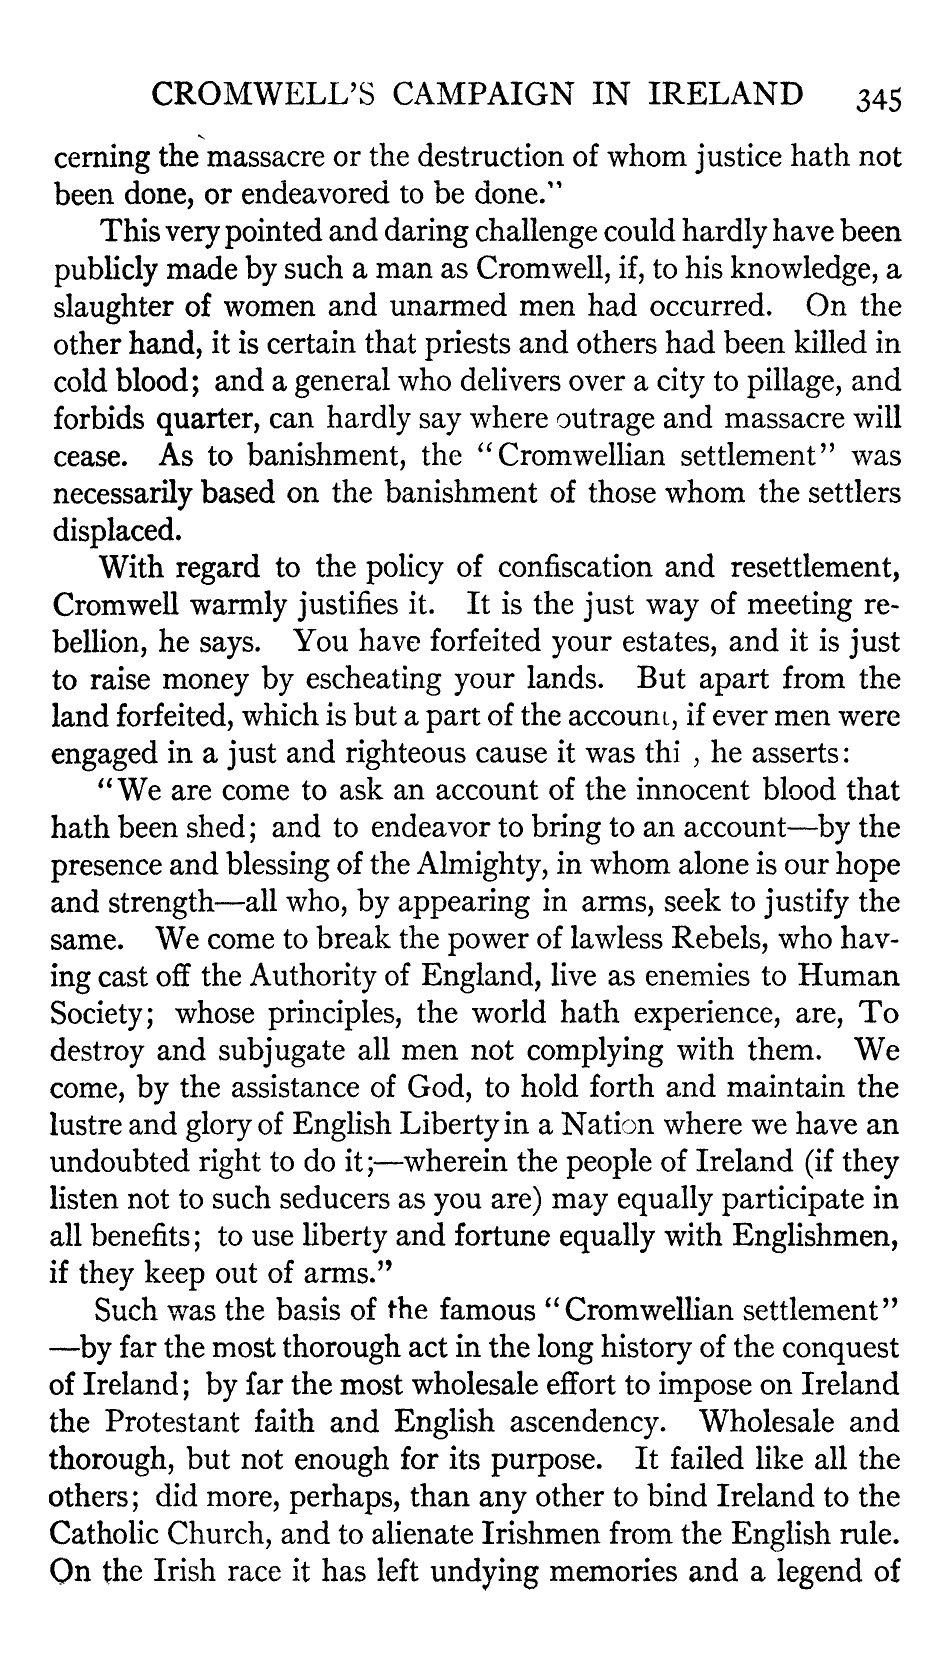 CROMWELL'S CAMPAIGN IN IRELAND 345
cerning the massacre or the destruction of whom justice hath not
been done, or endeavored to be done."
This very pointed and daring challenge could hardly have been
publicly made by such a man as Cromwell, if, to his knowledge, a
slaughter of women and unarmed men had occurred. On the
other hand, it is certain that priests and others had been killed in
cold blood; and a general who delivers over a city to pillage, and
forbids quarter, can hardly say where outrage and massacre will
cease. As to banishment, the "Cromwellian settlement" was
necessarily based on the banishment of those whom the settlers
displaced.
With regard to the policy of confiscation and resettlement,
Cromwell warmly justifies it. It is the just way of meeting re-
bellion, he says. You have forfeited your estates, and it is just
to raise money by escheating your lands. But apart from the
land forfeited, which is but a part of the account, if ever men were
engaged in a just and righteous cause it was thi , he asserts:
"We are come to ask an account of the innocent blood that
hath been shed; and to endeavor to bring to an account—by the
presence and blessing of the Almighty, in whom alone is our hope
and strength—all who, by appearing in arms, seek to justify the
same. We come to break the power of lawless Rebels, who hav-
ing cast off the Authority of England, live as enemies to Human
Society; whose principles, the world hath experience, are, To
destroy and subjugate all men not complying with them. We
come, by the assistance of God, to hold forth and maintain the
lustre and glory of English Liberty in a Nation where we have an
undoubted right to do it;—wherein the people of Ireland (if they
listen not to such seducers as you are) may equally participate in
all benefits; to use liberty and fortune equally with Englishmen,
if they keep out of arms."
Such was the basis of the famous "Cromwellian settlement"
—by far the most thorough act in the long history of the conquest
of Ireland; by far the most wholesale effort to impose on Ireland
the Protestant faith and English ascendency. Wholesale and
thorough, but not enough for its purpose. It failed like all the
others; did more, perhaps, than any other to bind Ireland to the
Catholic Church, and to alienate Irishmen from the English rule.
On the Irish race it has left undying memories and a legend of